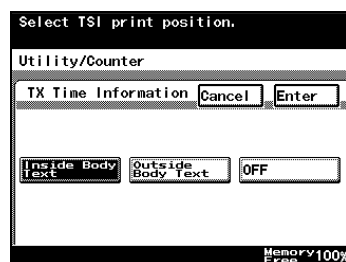 Select TSI print position.
Utility/Counter
TX Time Information Cancel Enter
Inside Body Text
Outside Body Text
OFF
Memory Free 100%